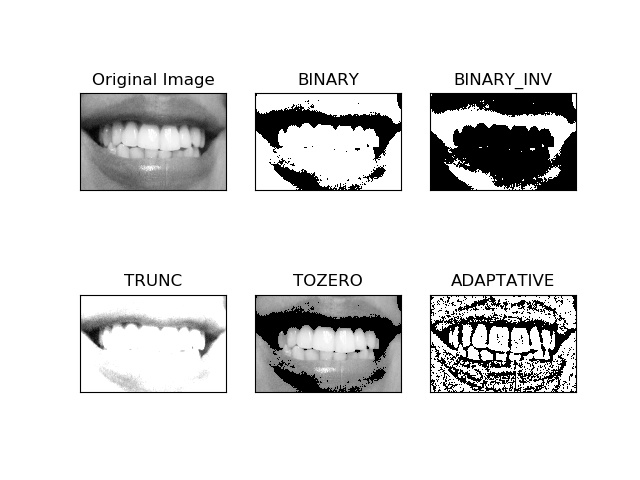 Original Image
BINARY
BINARY_INV
TRUNC
TOZERO
ADAPTATIVE